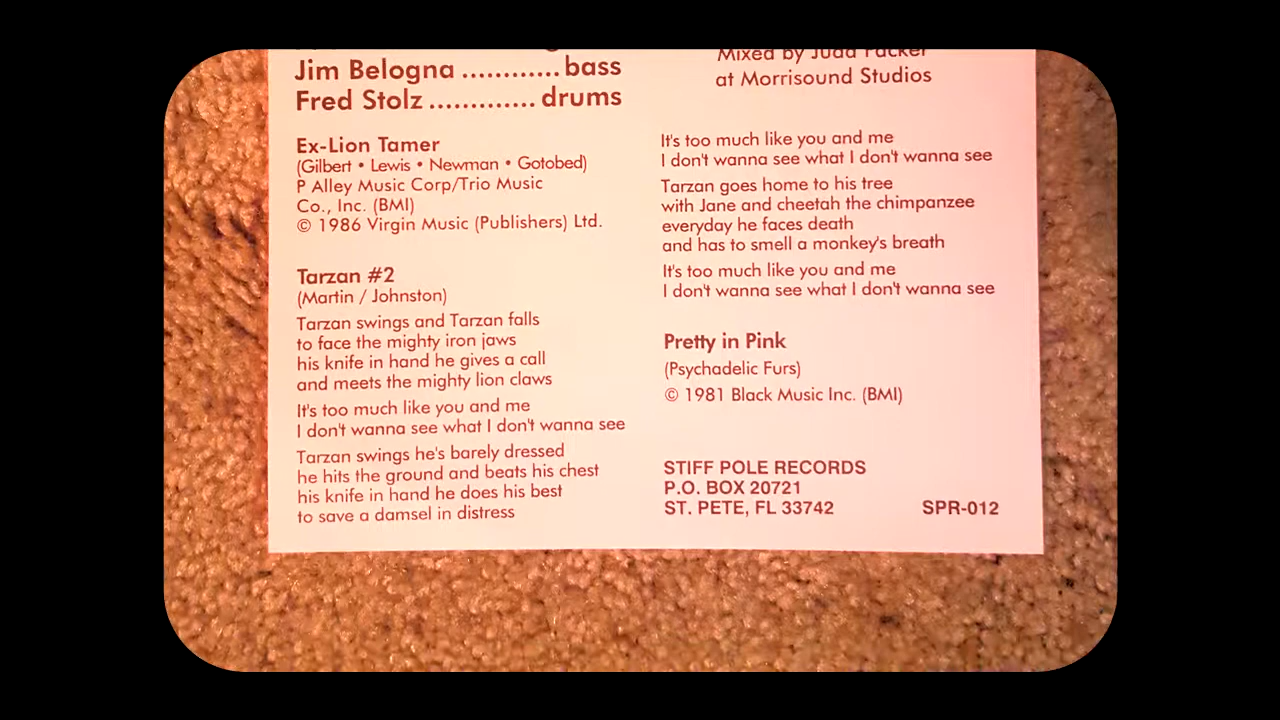 Jim Belogna ............ bass
Fred Stolz ............. drums
Ex-Lion Tamer
(Gilbert • Lewis • Newman • Gotobed)
P Alley Music Corp/Trio Music
Co., Inc. (BMI)
© 1986 Virgin Music (Publishers) Ltd.
Tarzan #2
(Martin / Johnston)
Tarzan swings and Tarzan falls
to face the mighty iron jaws
his knife in hand he gives a call
and meets the mighty lion claws
It's too much like you and me
I don't wanna see what I don't wanna see
Tarzan swings he's barely dressed
he hits the ground and beats his chest
his knife in hand he does his best
to save a damsel in distress
Mixed by Judd Packer
at Morrisound Studios
It's too much like you and me
I don't wanna see what I don't wanna see
Tarzan goes home to his tree
with Jane and cheetah the chimpanzee
everyday he faces death
and has to smell a monkey's breath
It's too much like you and me
I don't wanna see what I don't wanna see
Pretty in Pink
(Psychadelic Furs)
© 1981 Black Music Inc. (BMI)
STIFF POLE RECORDS
P.O. BOX 20721
ST. PETE, FL 33742 SPR-012